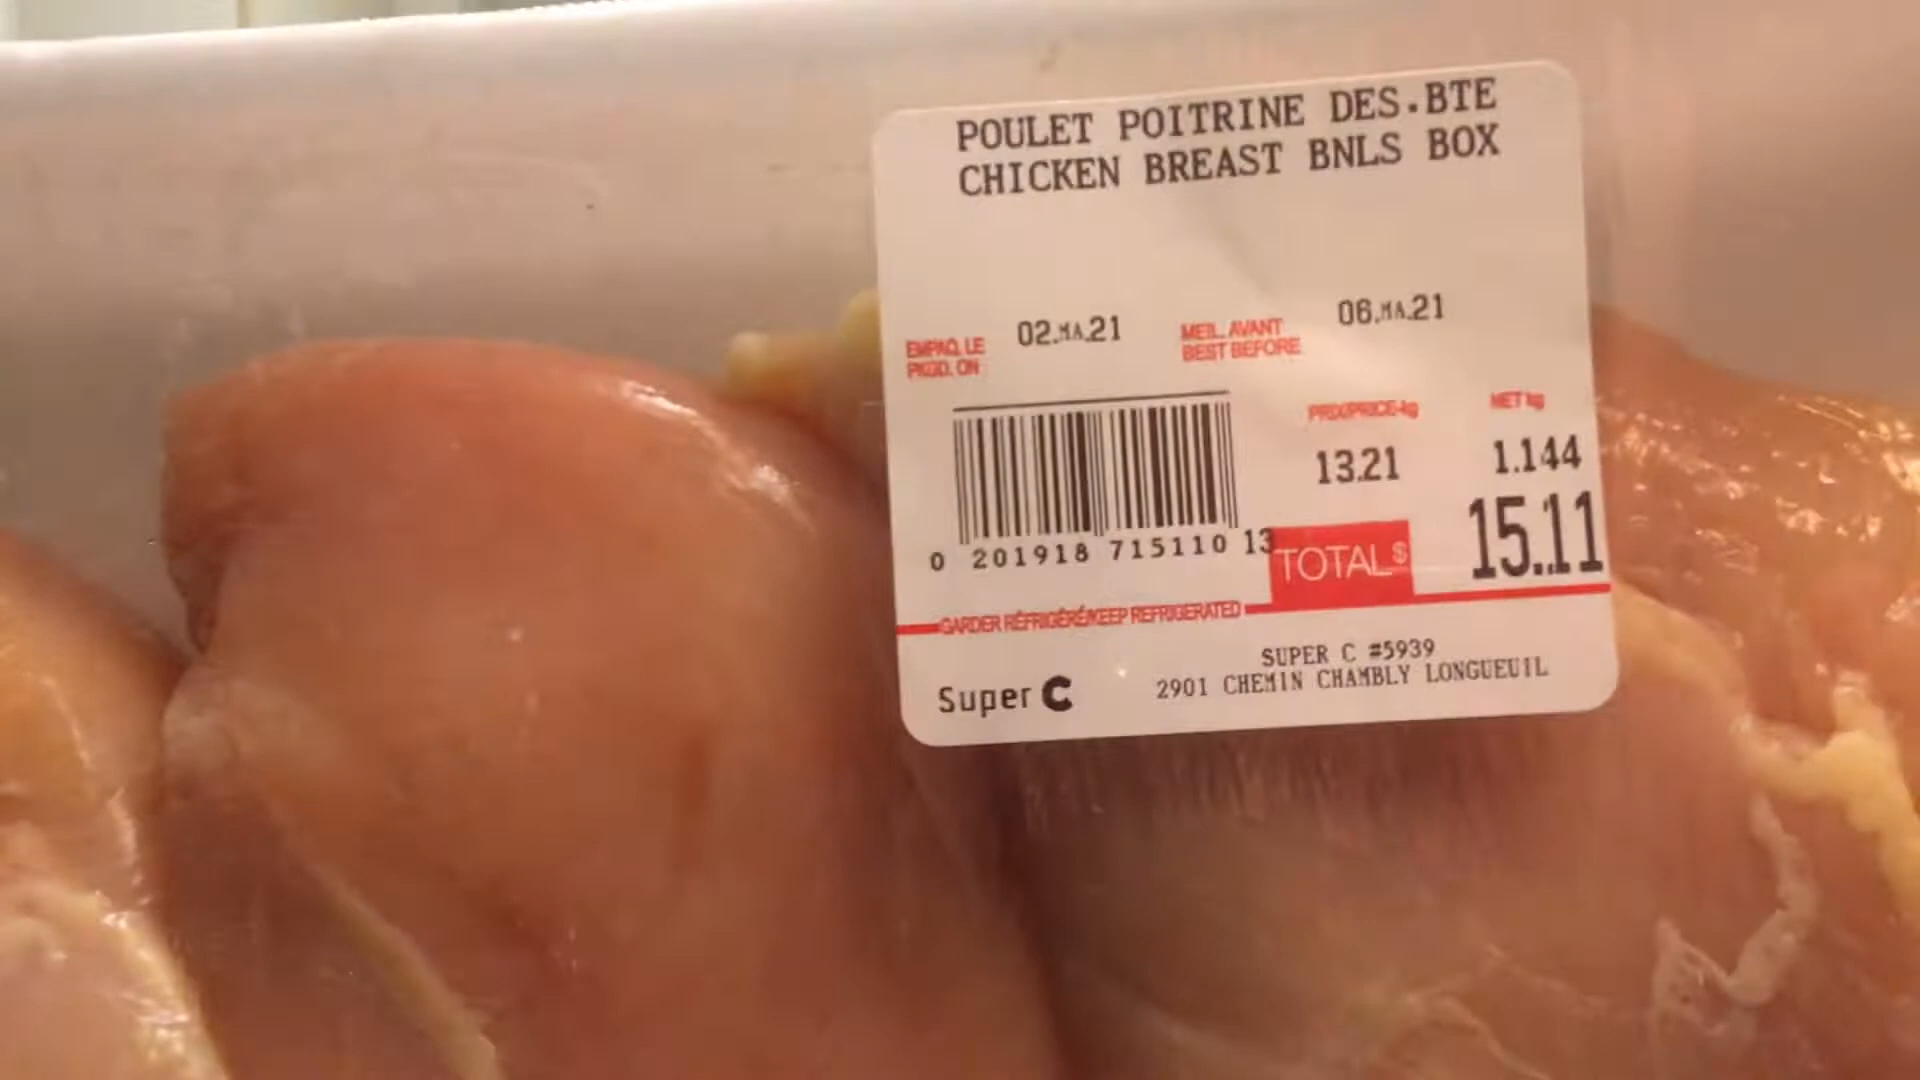 POULET POITRINE DES.BTE
CHICKEN BREAST BNLS BOX
EMPAQ. LE
PKGD. ON
02.MA.21
MEIL. AVANT
BEST BEFORE
06.MA.21
PRIX/PRICE-kg
NET kg
13.21
1.144
0 201918 715110 13
TOTAL$
15.11
GARDER RÉFRIGÉRÉ/KEEP REFRIGERATED
Super C
SUPER C #5939
2901 CHEMIN CHAMBLY LONGUEUIL